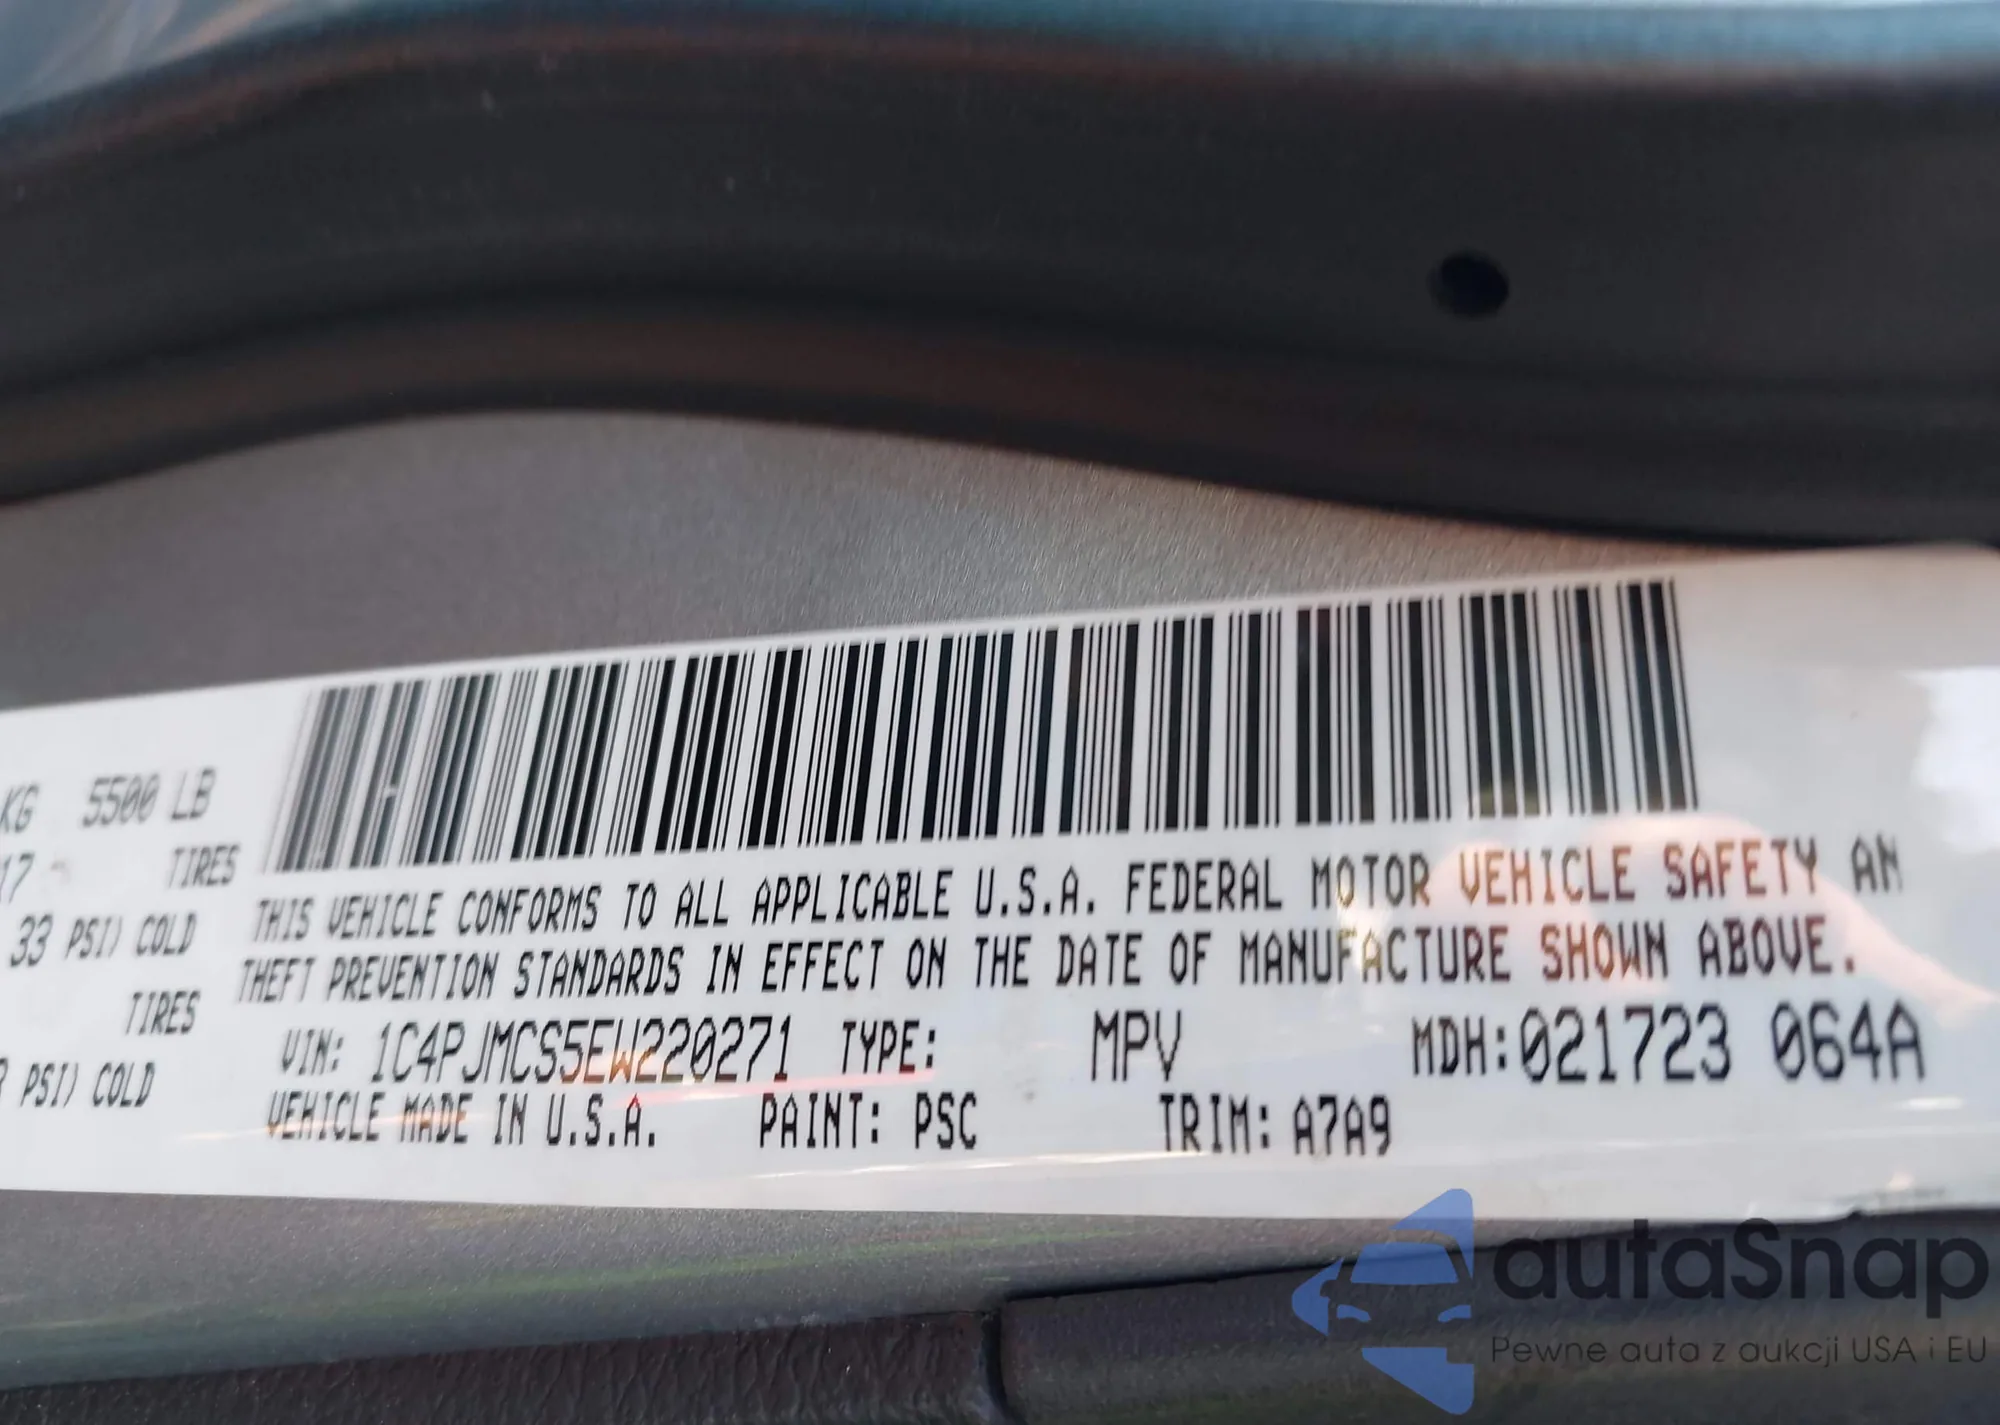 KG 5500 LB
17 TIRES
33 PSI) COLD
TIRES
PSI) COLD
THIS VEHICLE CONFORMS TO ALL APPLICABLE U.S.A. FEDERAL MOTOR VEHICLE SAFETY AN
THEFT PREVENTION STANDARDS IN EFFECT ON THE DATE OF MANUFACTURE SHOWN ABOVE.
VIN: 1C4PJMCS5EW220271 TYPE: MPV MDH:021723 064A
VEHICLE MADE IN U.S.A. PAINT: PSC TRIM: A7A9
autaSnap
Pewne auta z aukcji USA i EU